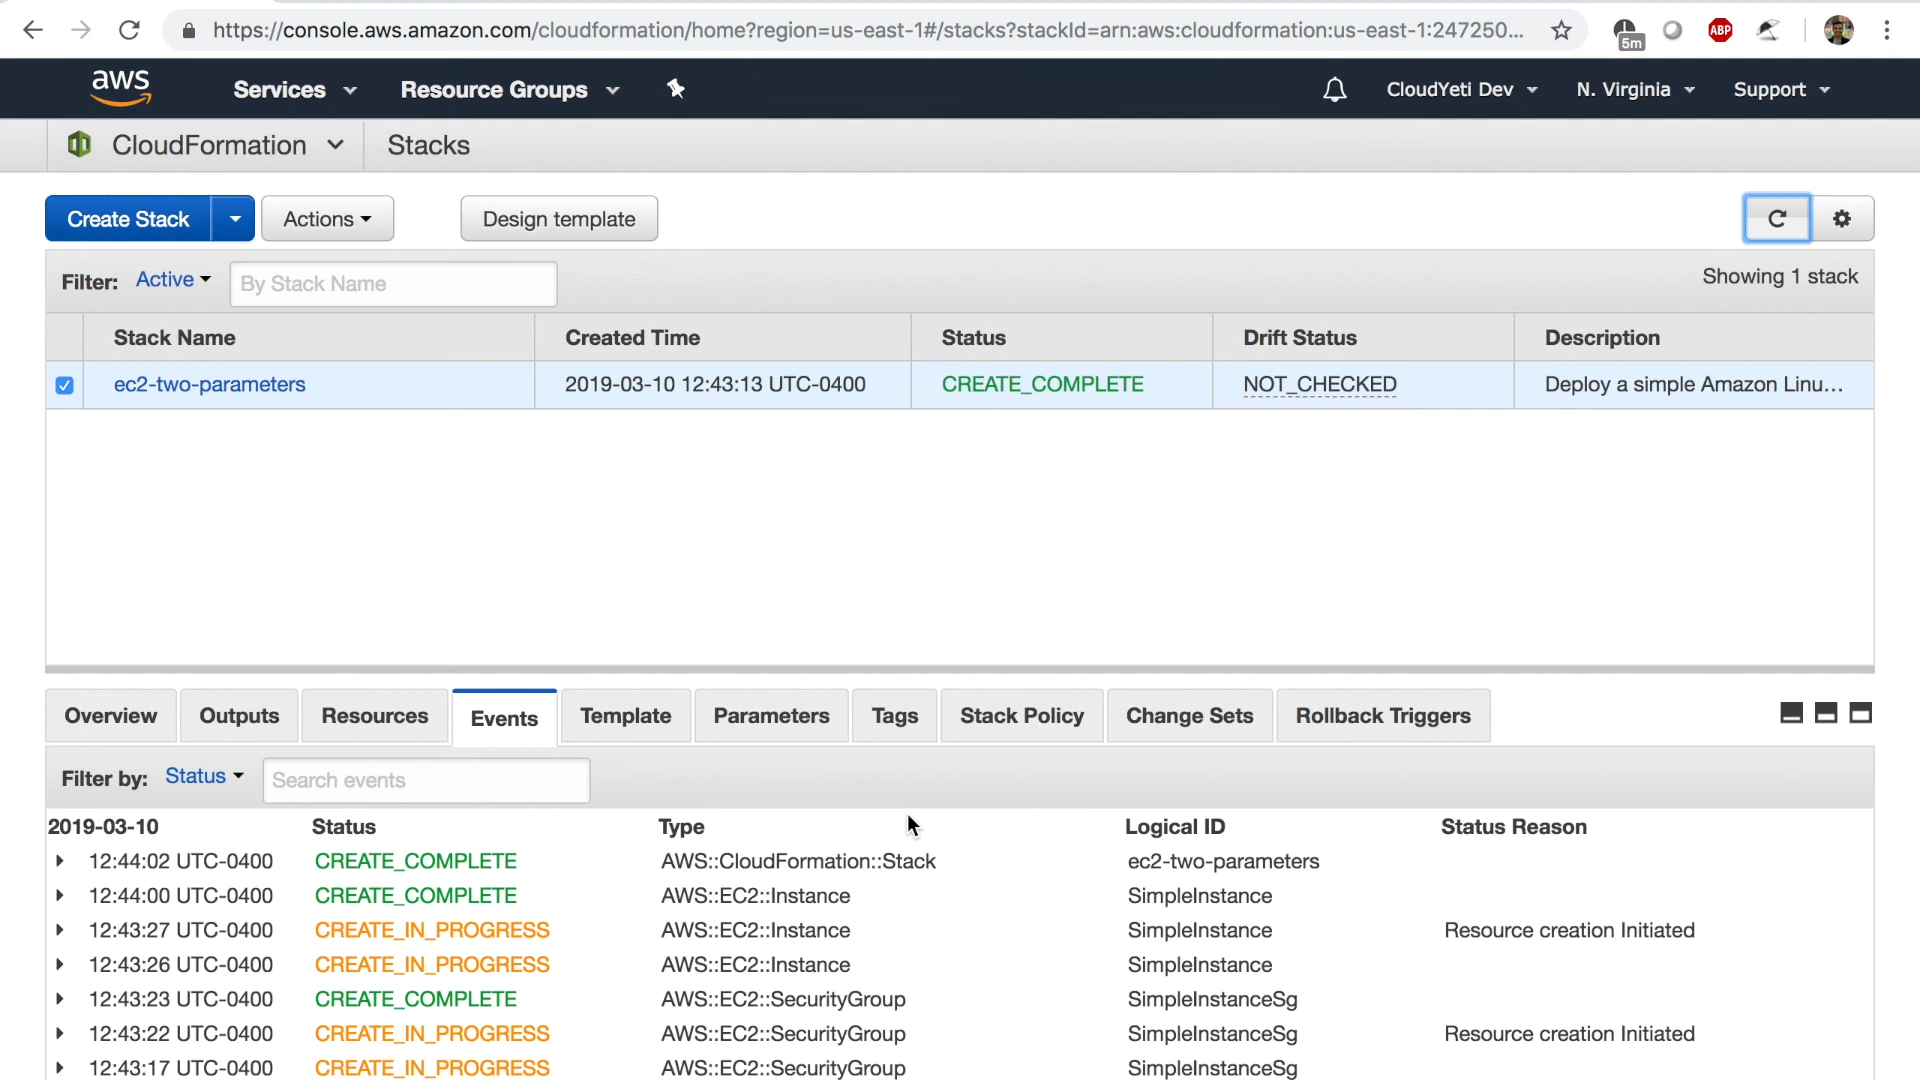 https://console.aws.amazon.com/cloudformation/home?region=us-east-1#/stacks?stackId=arn:aws:cloudformation:us-east-1:247250...
5m
ABP
aws
Services
Resource Groups
CloudYeti Dev
N. Virginia
Support
CloudFormation
Stacks
Create Stack
Actions
Design template
Filter: Active By Stack Name
Showing 1 stack
Stack Name Created Time Status Drift Status Description
ec2-two-parameters 2019-03-10 12:43:13 UTC-0400 CREATE_COMPLETE NOT_CHECKED Deploy a simple Amazon Linu...
Overview Outputs Resources Events Template Parameters Tags Stack Policy Change Sets Rollback Triggers
Filter by: Status Search events
2019-03-10 Status Type Logical ID Status Reason
12:44:02 UTC-0400 CREATE_COMPLETE AWS::CloudFormation::Stack ec2-two-parameters
12:44:00 UTC-0400 CREATE_COMPLETE AWS::EC2::Instance SimpleInstance
12:43:27 UTC-0400 CREATE_IN_PROGRESS AWS::EC2::Instance SimpleInstance Resource creation Initiated
12:43:26 UTC-0400 CREATE_IN_PROGRESS AWS::EC2::Instance SimpleInstance
12:43:23 UTC-0400 CREATE_COMPLETE AWS::EC2::SecurityGroup SimpleInstanceSg
12:43:22 UTC-0400 CREATE_IN_PROGRESS AWS::EC2::SecurityGroup SimpleInstanceSg Resource creation Initiated
12:43:17 UTC-0400 CREATE_IN_PROGRESS AWS::EC2::SecurityGroup SimpleInstanceSg